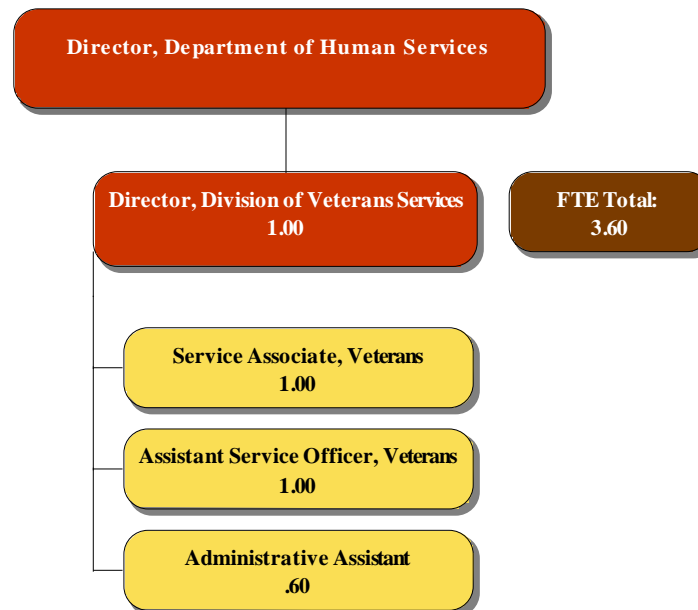 Director, Department of Human Services
Director, Division of Veterans Services
1.00
FTE Total:
3.60
Service Associate, Veterans
1.00
Assistant Service Officer, Veterans
1.00
Administrative Assistant
.60